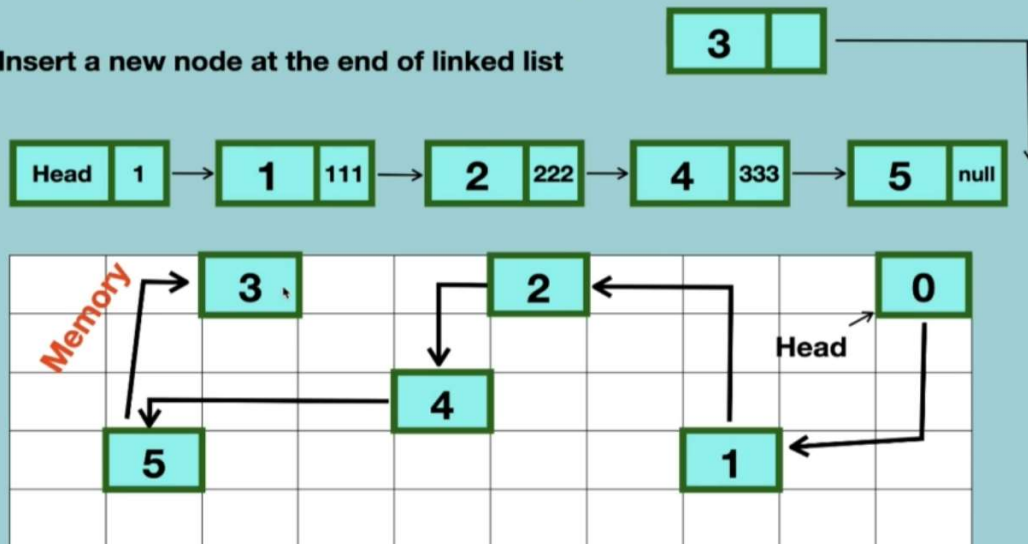 3
Insert a new node at the end of linked list
Head 1 1 111 2 222 4 333 5 null
Memory 3 2 0
Head
4
5 1